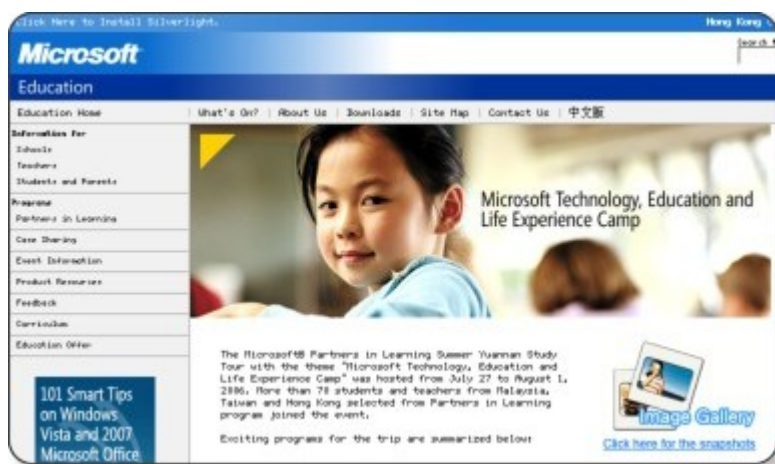 Click Here to Install Silverlight.
Hong Kong
Microsoft
Search
Education
Education Home | What's On? | About Us | Downloads | Site Map | Contact Us | 中文版
Information For
Schools
Teachers
Students and Parents
Programs
Partners in Learning
Case Sharing
Event Information
Product Resources
Feedback
Curriculum
Education Offer
Microsoft Technology, Education and
Life Experience Camp
The Microsoft® Partners in Learning Summer Yuannan Study
Tour with the theme "Microsoft Technology, Education and
Life Experience Camp" was hosted from July 27 to August 1,
2006. More than 70 students and teachers from Malaysia,
Taiwan and Hong Kong selected from Partners in Learning
program joined the event.
Exciting programs for the trip are summarized below:
Image Gallery
Click here for the snapshots
101 Smart Tips
on Windows
Vista and 2007
Microsoft Office